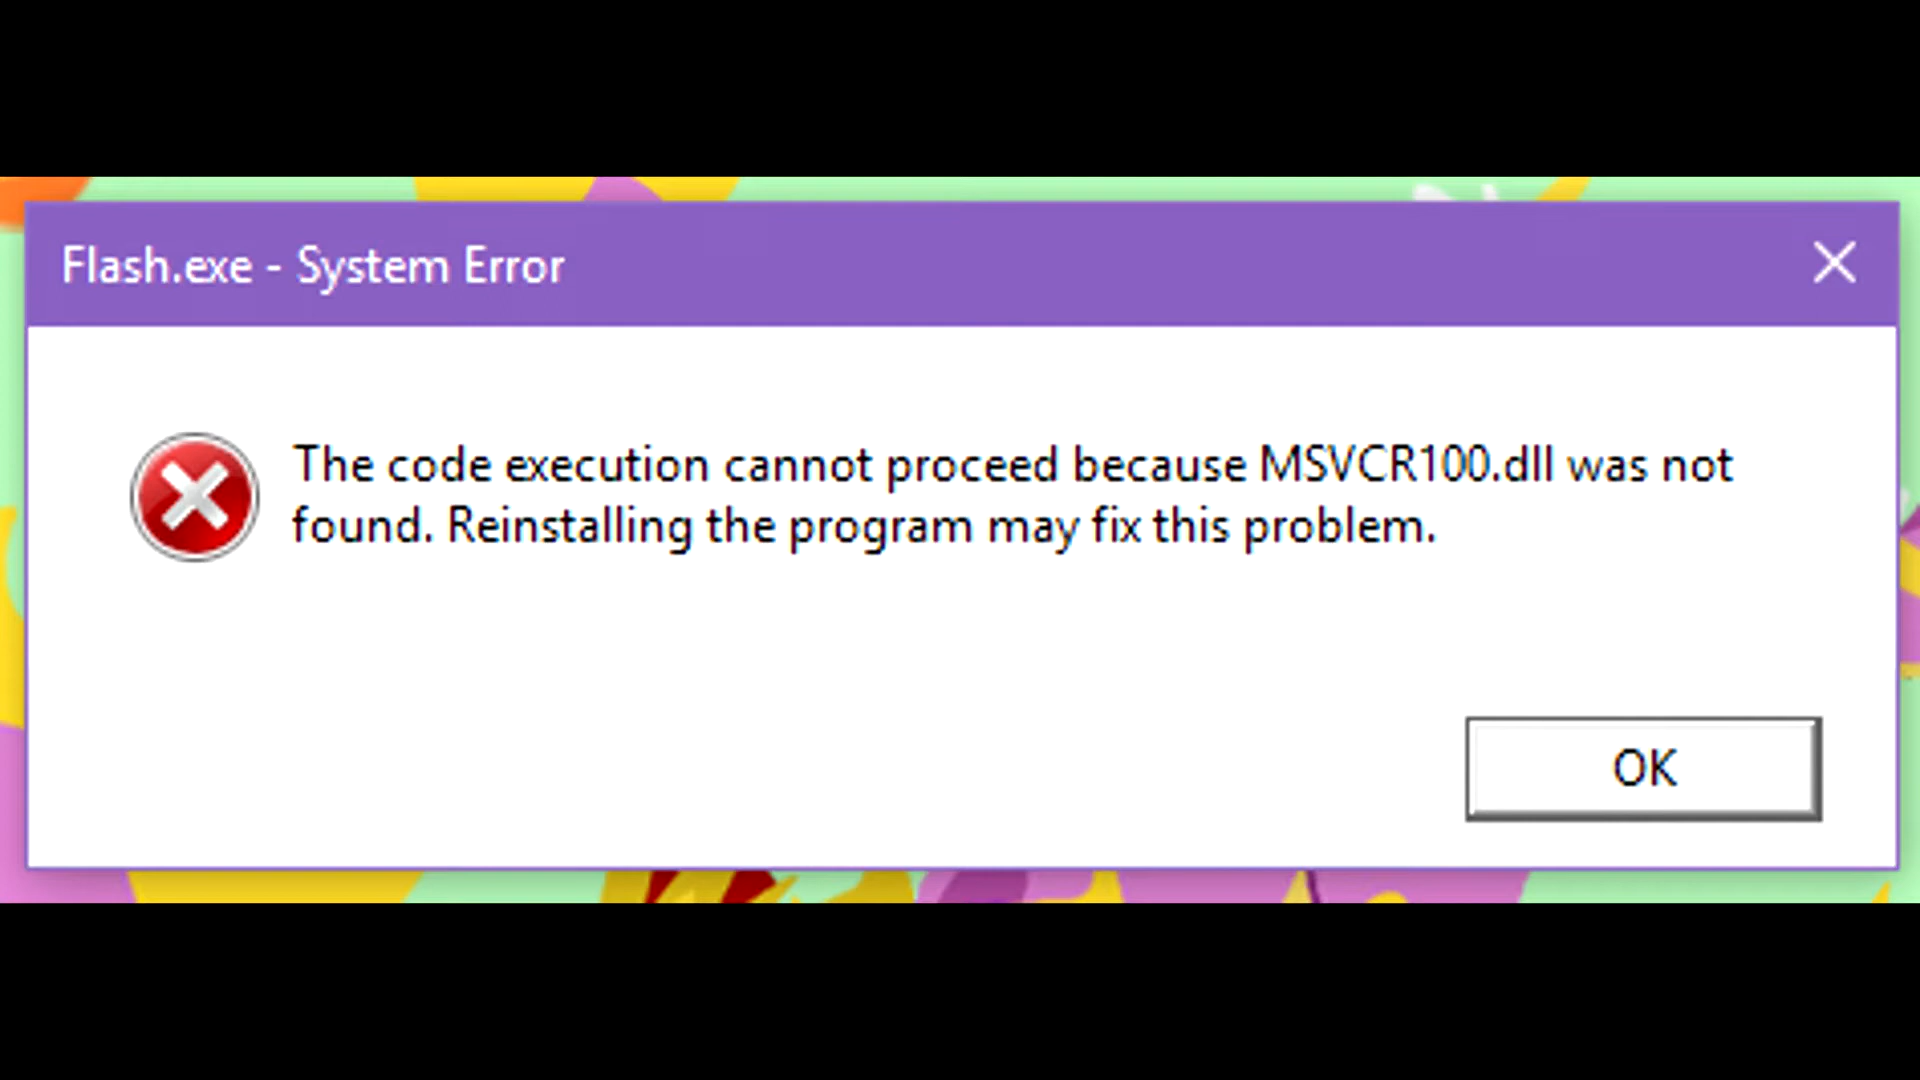 Flash.exe - System Error
The code execution cannot proceed because MSVCR100.dll was not
found. Reinstalling the program may fix this problem.
OK